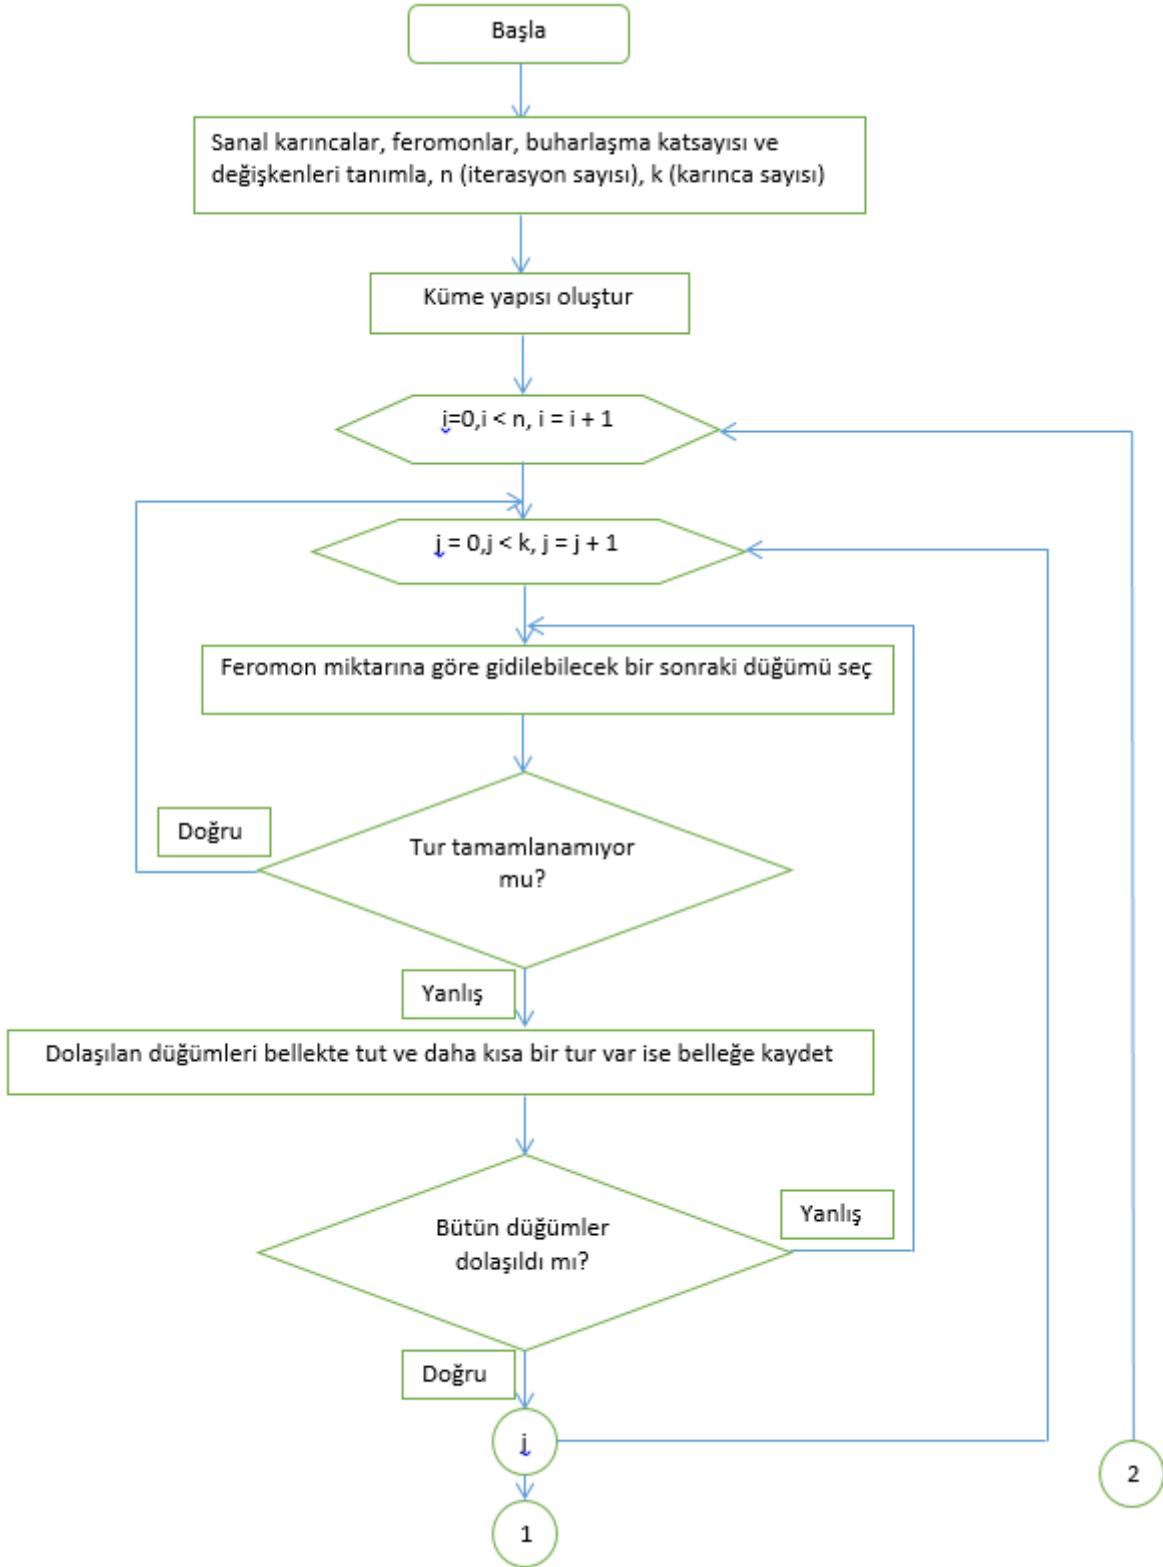 Başla
Sanal karıncalar, feromonlar, buharlaşma katsayısı ve
değişkenleri tanımla, n (iterasyon sayısı), k (karınca sayısı)
Küme yapısı oluştur
i=0,i < n, i = i + 1
j = 0,j < k, j = j + 1
Feromon miktarına göre gidilebilecek bir sonraki düğümü seç
Doğru
Tur tamamlanamıyor
mu?
Yanlış
Dolaşılan düğümleri bellekte tut ve daha kısa bir tur var ise belleğe kaydet
Yanlış
Bütün düğümler
dolaşıldı mı?
Doğru
j
2
1